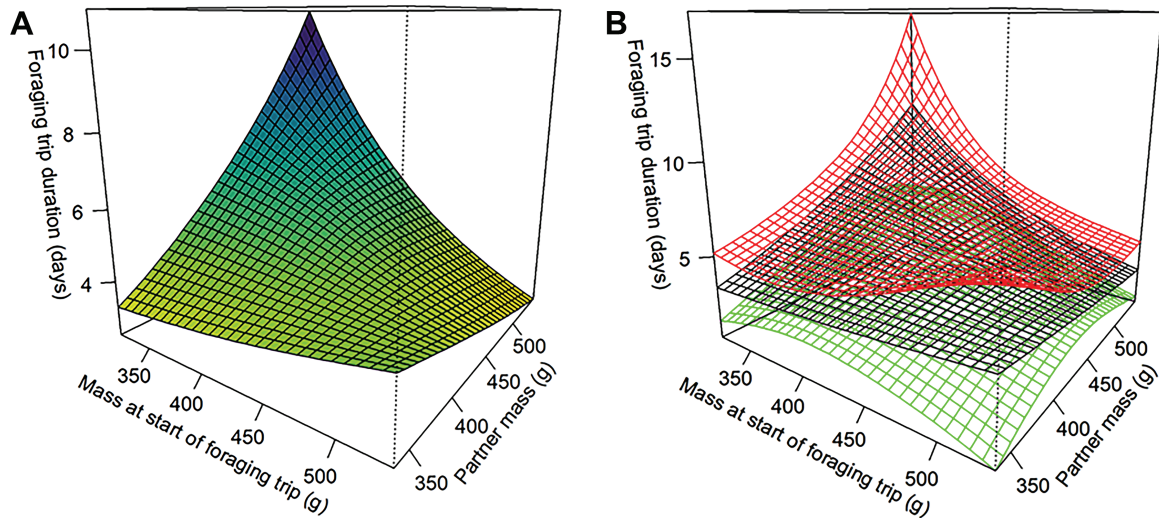 A
Foraging trip duration (days)
10
8
6
4
350
400
450
500
Mass at start of foraging trip (g)
350
400
450
500
Partner mass (g)
B
Foraging trip duration (days)
15
10
5
350
400
450
500
Mass at start of foraging trip (g)
350
400
450
500
Partner mass (g)